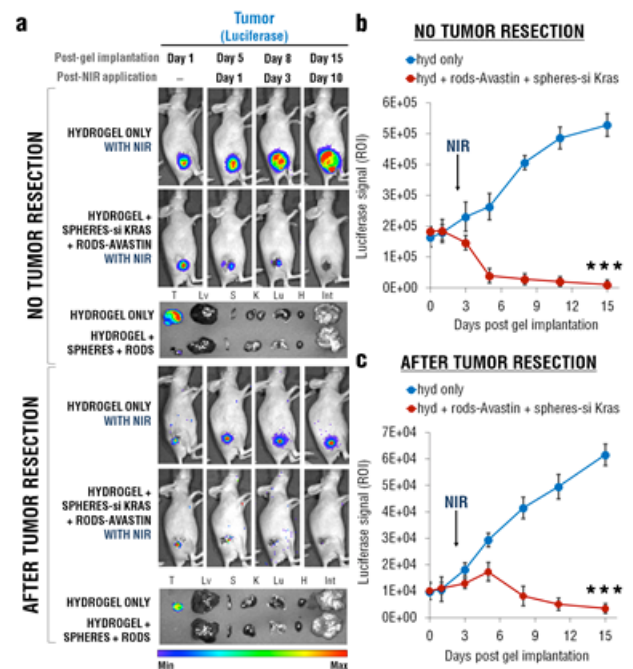 a
Tumor
(Luciferase)
Post-gel implantation Day 1 Day 5 Day 8 Day 15
Post-NIR application – Day 1 Day 3 Day 10
NO TUMOR RESECTION
HYDROGEL ONLY
WITH NIR
HYDROGEL +
SPHERES-si KRAS
+ RODS-AVASTIN
WITH NIR
T Lv S K Lu H Int
HYDROGEL ONLY
HYDROGEL +
SPHERES + RODS
AFTER TUMOR RESECTION
HYDROGEL ONLY
WITH NIR
HYDROGEL +
SPHERES-si KRAS
+ RODS-AVASTIN
WITH NIR
T Lv S K Lu H Int
HYDROGEL ONLY
HYDROGEL +
SPHERES + RODS
Min Max
b
NO TUMOR RESECTION
hyd only
hyd + rods-Avastin + spheres-si Kras
Luciferase signal (ROI)
6E+05
5E+05
4E+05
3E+05
2E+05
1E+05
0E+00
NIR
★★★
0 3 6 9 12 15
Days post gel implantation
c
AFTER TUMOR RESECTION
hyd only
hyd + rods-Avastin + spheres-si Kras
Luciferase signal (ROI)
7E+04
6E+04
5E+04
4E+04
3E+04
2E+04
1E+04
0E+00
NIR
★★★
0 3 6 9 12 15
Days post gel implantation